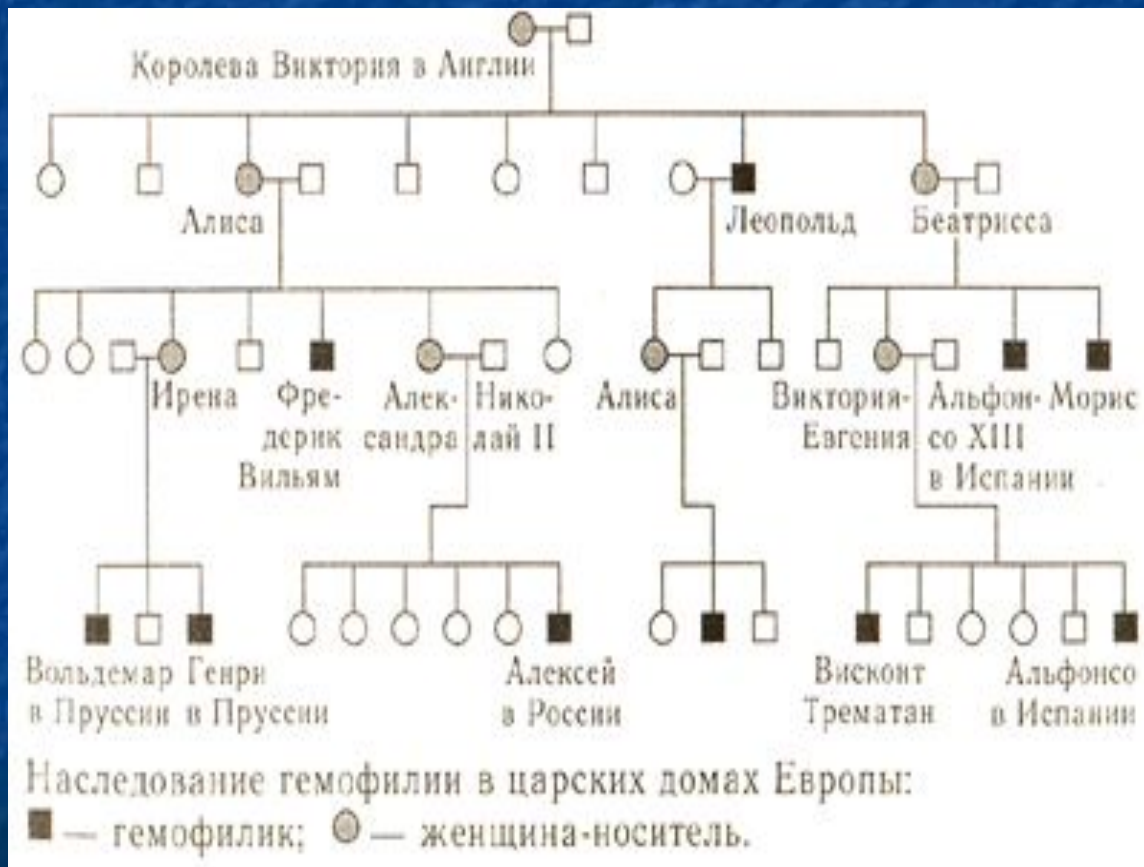 Королева Виктория в Англии
Алиса
Леопольд
Беатрисса
Ирена
Фре-
дерик
Вильям
Алек-
сандра
Нико-
лай II
Алиса
Виктория-
Евгения
Альфон-
со XIII
в Испании
Морис
Вольдемар
в Пруссии
Генри
в Пруссии
Алексей
в России
Висконт
Трематан
Альфонсо
в Испании
Наследование гемофилии в царских домах Европы:
— гемофилик; — женщина-носитель.